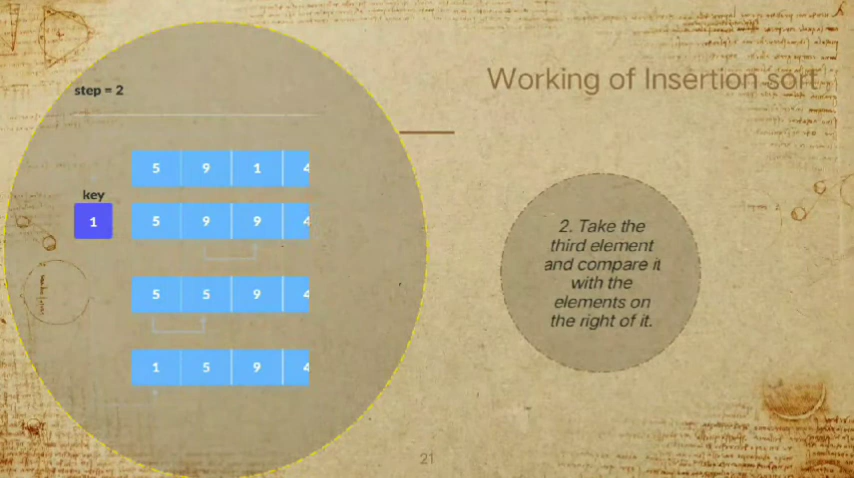 Working of Insertion sort
step = 2
5 9 1 4
key
1 5 9 9 4
5 5 9 4
1 5 9 4
2. Take the
third element
and compare it
with the
elements on
the right of it.
21